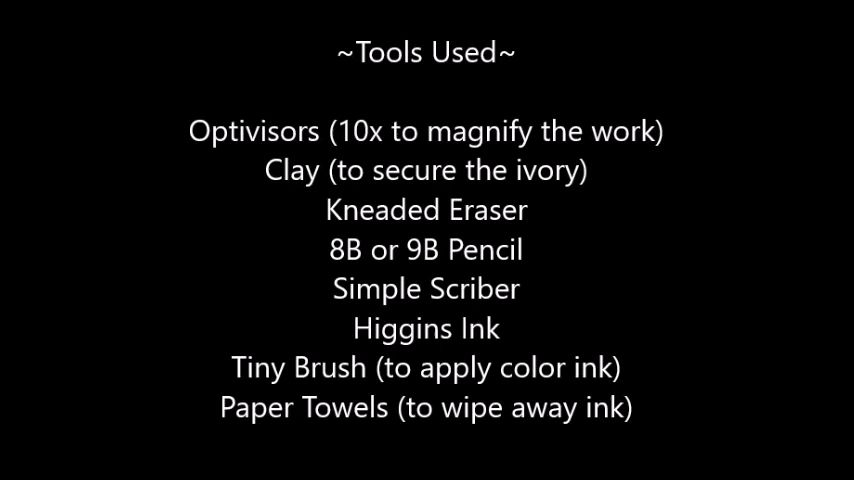 ~Tools Used~
Optivisors (10x to magnify the work)
Clay (to secure the ivory)
Kneaded Eraser
8B or 9B Pencil
Simple Scriber
Higgins Ink
Tiny Brush (to apply color ink)
Paper Towels (to wipe away ink)